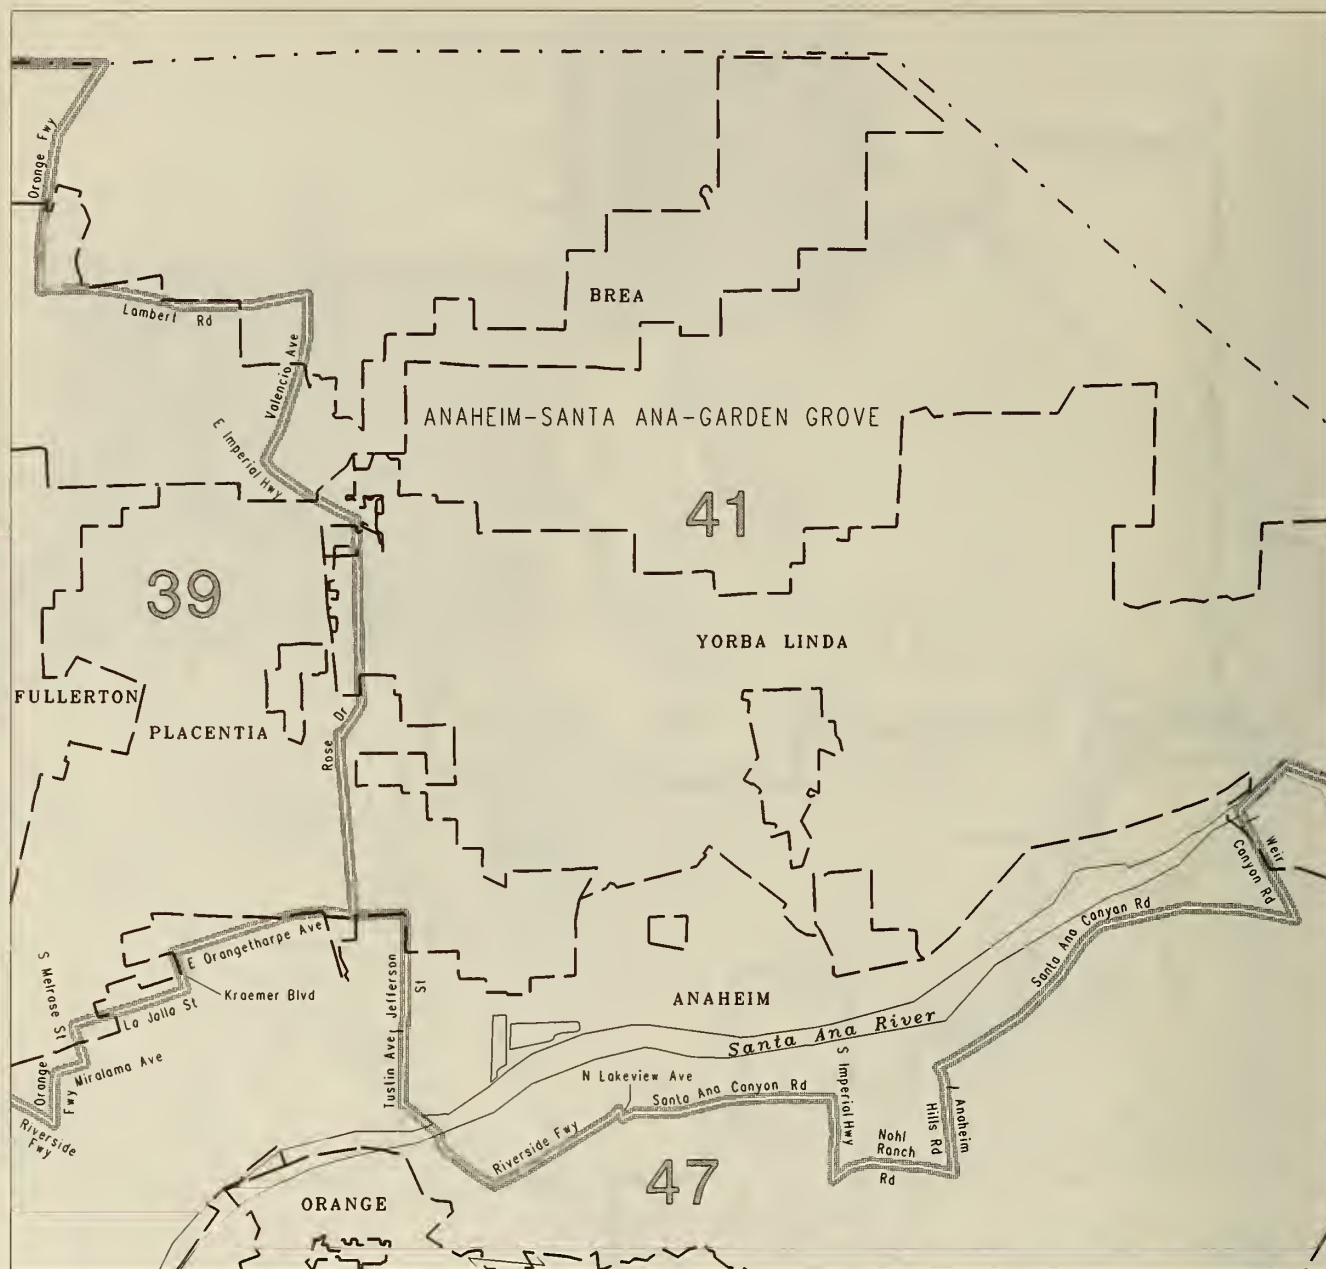 Orange Fwy
BREA
Lambert Rd
Valencio Ave
ANAHEIM-SANTA ANA-GARDEN GROVE
E Imperial Hwy
41
39
YORBA LINDA
FULLERTON
PLACENTIA
Rose Dr
Weir
Canyon Rd
Santa Ana Canyon Rd
E Orangethorpe Ave
S Melrose St
Kraemer Blvd
La Jolla St
Tustin Ave
Jefferson St
ANAHEIM
Santa Ana River
Miralama Ave
Orange
Fwy
N Lakeview Ave
Santa Ana Canyon Rd
S Imperial Hwy
Anaheim
Hills Rd
Riverside
Fwy
Riverside Fwy
Nohl
Ranch
Rd
47
ORANGE